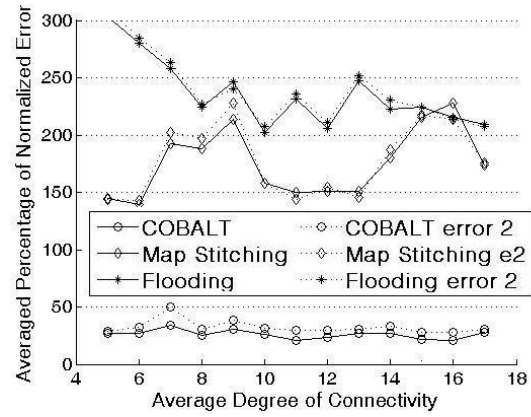 Averaged Percentage of Normalized Error
300
250
200
150
100
50
0
COBALT
COBALT error 2
Map Stitching
Map Stitching e2
Flooding
Flooding error 2
4 6 8 10 12 14 16 18
Average Degree of Connectivity